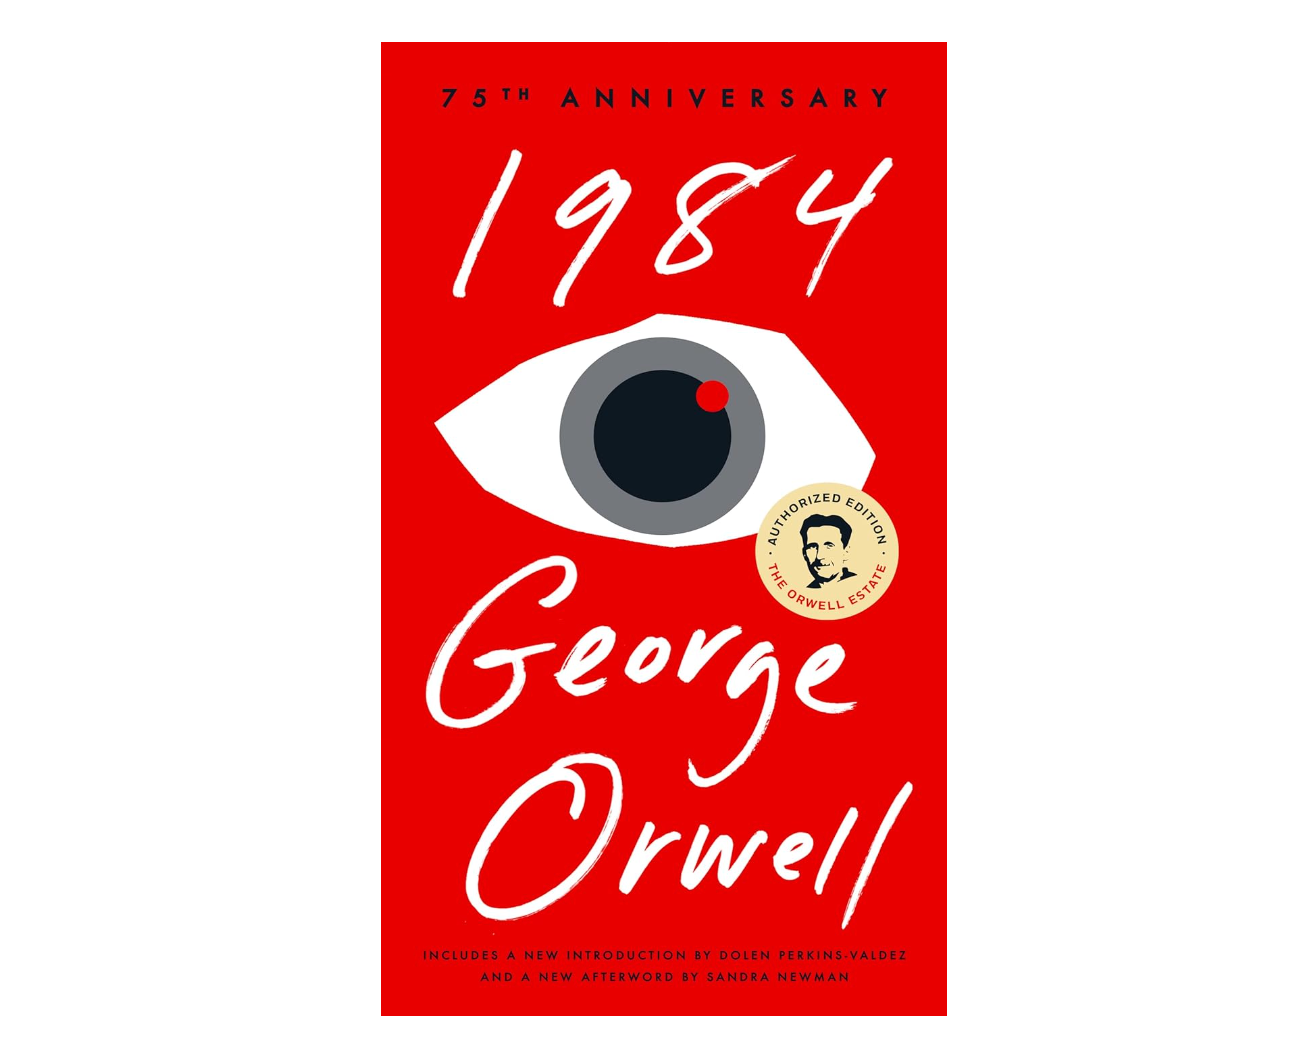 75TH ANNIVERSARY
1984
· AUTHORIZED EDITION ·
THE ORWELL ESTATE
George
Orwell
INCLUDES A NEW INTRODUCTION BY DOLEN PERKINS-VALDEZ
AND A NEW AFTERWORD BY SANDRA NEWMAN